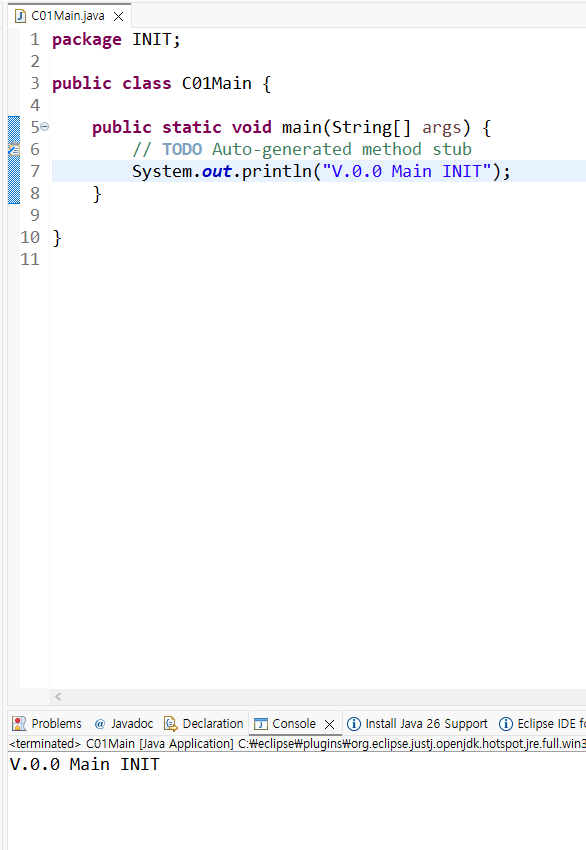 C01Main.java
1 package INIT;
2
3 public class C01Main {
4
5 public static void main(String[] args) {
6 // TODO Auto-generated method stub
7 System.out.println("V.0.0 Main INIT");
8 }
9
10 }
11
Problems @ Javadoc Declaration Console Install Java 26 Support Eclipse IDE fo
<terminated> C01Main [Java Application] C:₩eclipse₩plugins₩org.eclipse.justj.openjdk.hotspot.jre.full.win3
V.0.0 Main INIT